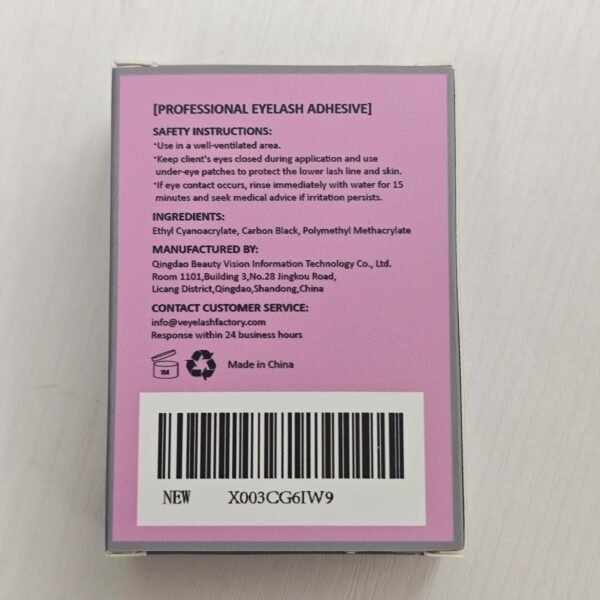 [PROFESSIONAL EYELASH ADHESIVE]
SAFETY INSTRUCTIONS:
*Use in a well-ventilated area.
*Keep client's eyes closed during application and use
under-eye patches to protect the lower lash line and skin.
*If eye contact occurs, rinse immediately with water for 15
minutes and seek medical advice if irritation persists.
INGREDIENTS:
Ethyl Cyanoacrylate, Carbon Black, Polymethyl Methacrylate
MANUFACTURED BY:
Qingdao Beauty Vision Information Technology Co., Ltd.
Room 1101,Building 3,No.28 Jingkou Road,
Licang District,Qingdao,Shandong,China
CONTACT CUSTOMER SERVICE:
info@veyelashfactory.com
Response within 24 business hours
Made in China
NEW X003CG6IW9